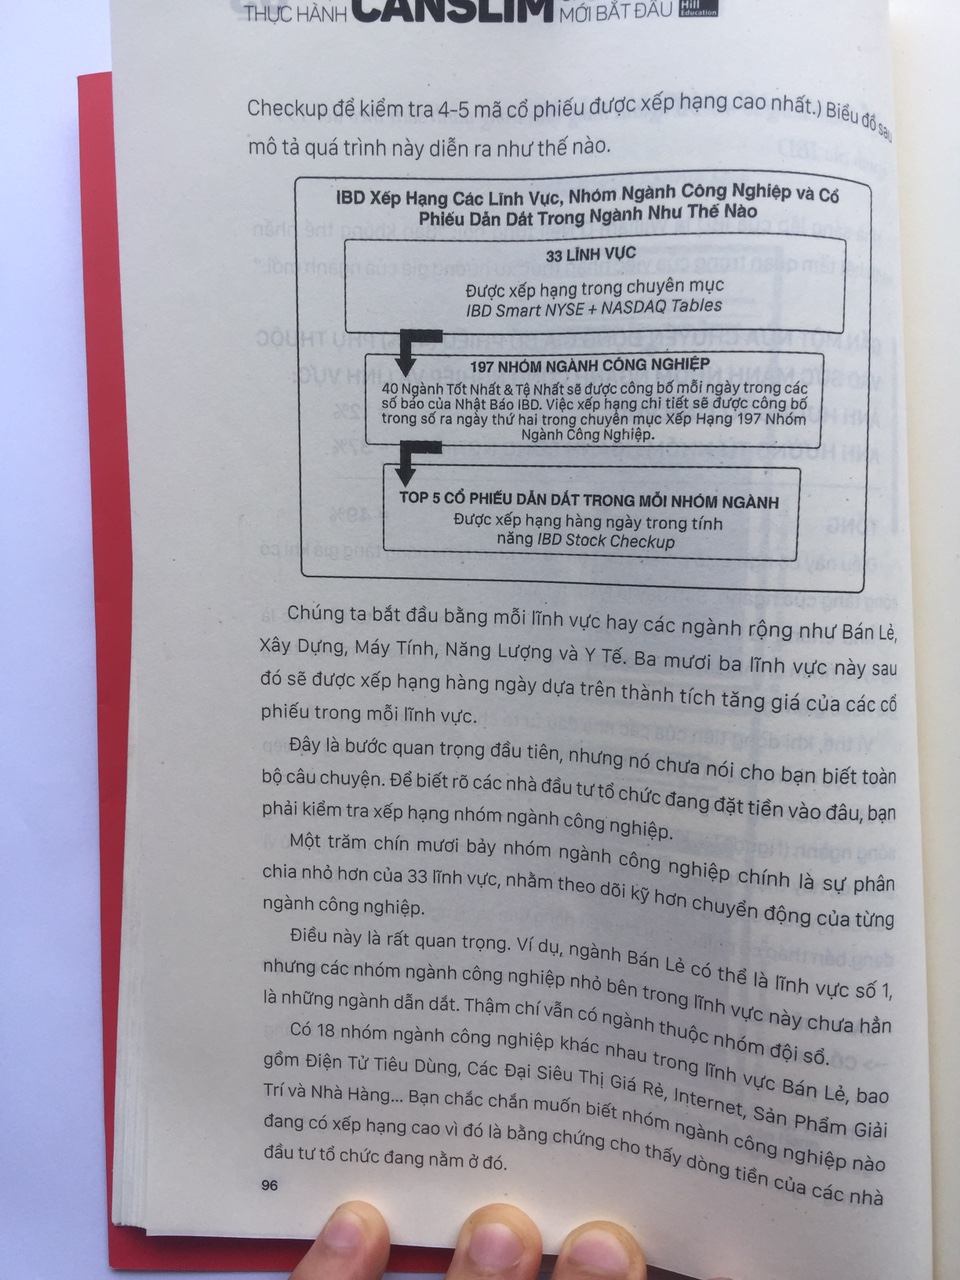 THỰC HÀNH CANSLIM MỚI BẮT ĐẦU
Hill
Education
Checkup để kiểm tra 4-5 mã cổ phiếu được xếp hạng cao nhất.) Biểu đồ sau
mô tả quá trình này diễn ra như thế nào.
IBD Xếp Hạng Các Lĩnh Vực, Nhóm Ngành Công Nghiệp và Cổ
Phiếu Dẫn Dắt Trong Ngành Như Thế Nào
33 LĨNH VỰC
Được xếp hạng trong chuyên mục
IBD Smart NYSE + NASDAQ Tables
197 NHÓM NGÀNH CÔNG NGHIỆP
40 Ngành Tốt Nhất & Tệ Nhất sẽ được công bố mỗi ngày trong các
số báo của Nhật Báo IBD. Việc xếp hạng chi tiết sẽ được công bố
trong số ra ngày thứ hai trong chuyên mục Xếp Hạng 197 Nhóm
Ngành Công Nghiệp.
TOP 5 CỔ PHIẾU DẪN DẮT TRONG MỖI NHÓM NGÀNH
Được xếp hạng hàng ngày trong tính
năng IBD Stock Checkup
Chúng ta bắt đầu bằng mỗi lĩnh vực hay các ngành rộng như Bán Lẻ,
Xây Dựng, Máy Tính, Năng Lượng và Y Tế. Ba mươi ba lĩnh vực này sau
đó sẽ được xếp hạng hàng ngày dựa trên thành tích tăng giá của các cổ
phiếu trong mỗi lĩnh vực.
Đây là bước quan trọng đầu tiên, nhưng nó chưa nói cho bạn biết toàn
bộ câu chuyện. Để biết rõ các nhà đầu tư tổ chức đang đặt tiền vào đâu, bạn
phải kiểm tra xếp hạng nhóm ngành công nghiệp.
Một trăm chín mươi bảy nhóm ngành công nghiệp chính là sự phân
chia nhỏ hơn của 33 lĩnh vực, nhằm theo dõi kỹ hơn chuyển động của từng
ngành công nghiệp.
Điều này là rất quan trọng. Ví dụ, ngành Bán Lẻ có thể là lĩnh vực số 1,
nhưng các nhóm ngành công nghiệp nhỏ bên trong lĩnh vực này chưa hẳn
là những ngành dẫn dắt. Thậm chí vẫn có ngành thuộc nhóm đội sổ.
Có 18 nhóm ngành công nghiệp khác nhau trong lĩnh vực Bán Lẻ, bao
gồm Điện Tử Tiêu Dùng, Các Đại Siêu Thị Giá Rẻ, Internet, Sản Phẩm Giải
Trí và Nhà Hàng... Bạn chắc chắn muốn biết nhóm ngành công nghiệp nào
đang có xếp hạng cao vì đó là bằng chứng cho thấy dòng tiền của các nhà
đầu tư tổ chức đang nằm ở đó.
96